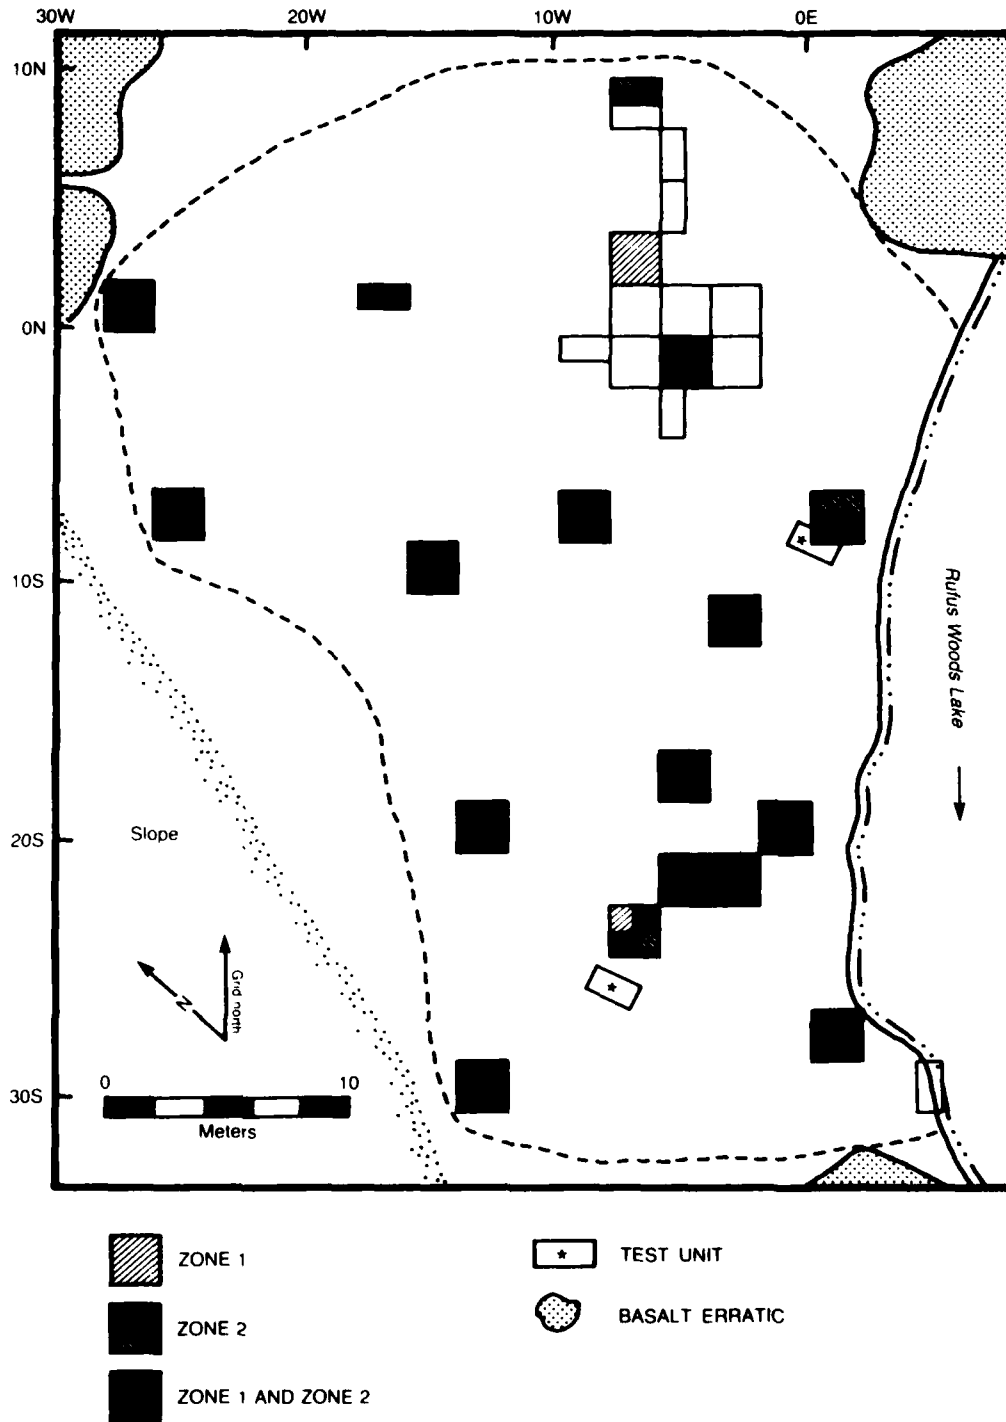 30W 20W 10W 0E
10N
0N
10S
20S
30S
Rufus Woods Lake
Slope
N
Grid north
0 10
Meters
ZONE 1
ZONE 2
ZONE 1 AND ZONE 2
TEST UNIT
BASALT ERRATIC